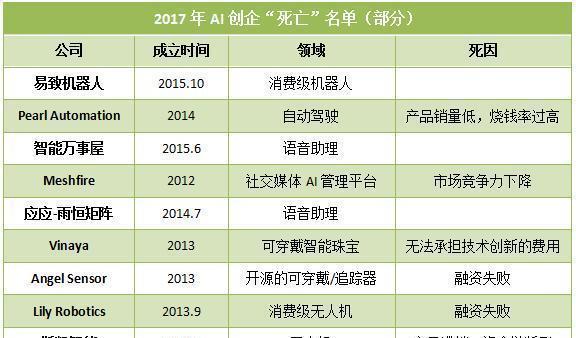 2017 年 AI 创企“死亡”名单（部分）
公司 成立时间 领域 死因
易致机器人 2015.10 消费级机器人
Pearl Automation 2014 自动驾驶 产品销量低，烧钱率过高
智能万事屋 2015.6 语音助理
Meshfire 2012 社交媒体 AI 管理平台 市场竞争力下降
应应-雨恒矩阵 2014.7 语音助理
Vinaya 2013 可穿戴智能珠宝 无法承担技术创新的费用
Angel Sensor 2013 开源的可穿戴/追踪器 融资失败
Lily Robotics 2013.9 消费级无人机 融资失败